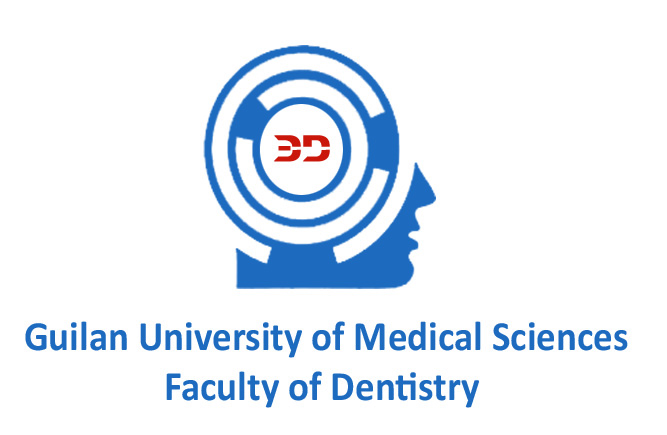 3D
Guilan University of Medical Sciences
Faculty of Dentistry